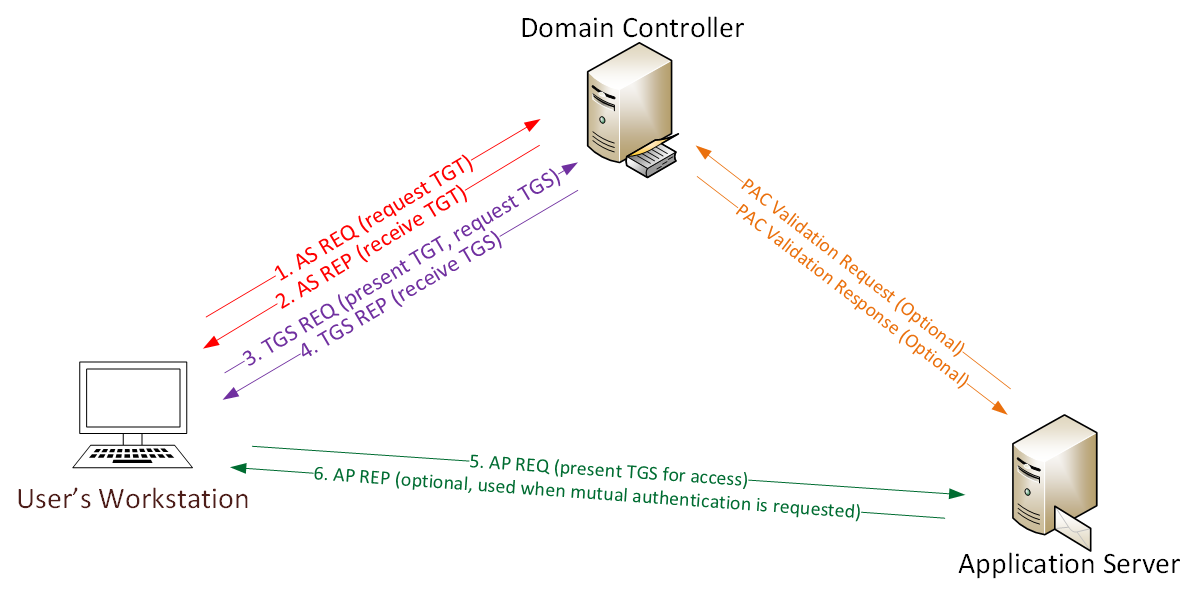 Domain Controller
1. AS REQ (request TGT)
2. AS REP (receive TGT)
3. TGS REQ (present TGT, request TGS)
4. TGS REP (receive TGS)
PAC Validation Request (Optional)
PAC Validation Response (Optional)
5. AP REQ (present TGS for access)
6. AP REP (optional, used when mutual authentication is requested)
User’s Workstation
Application Server